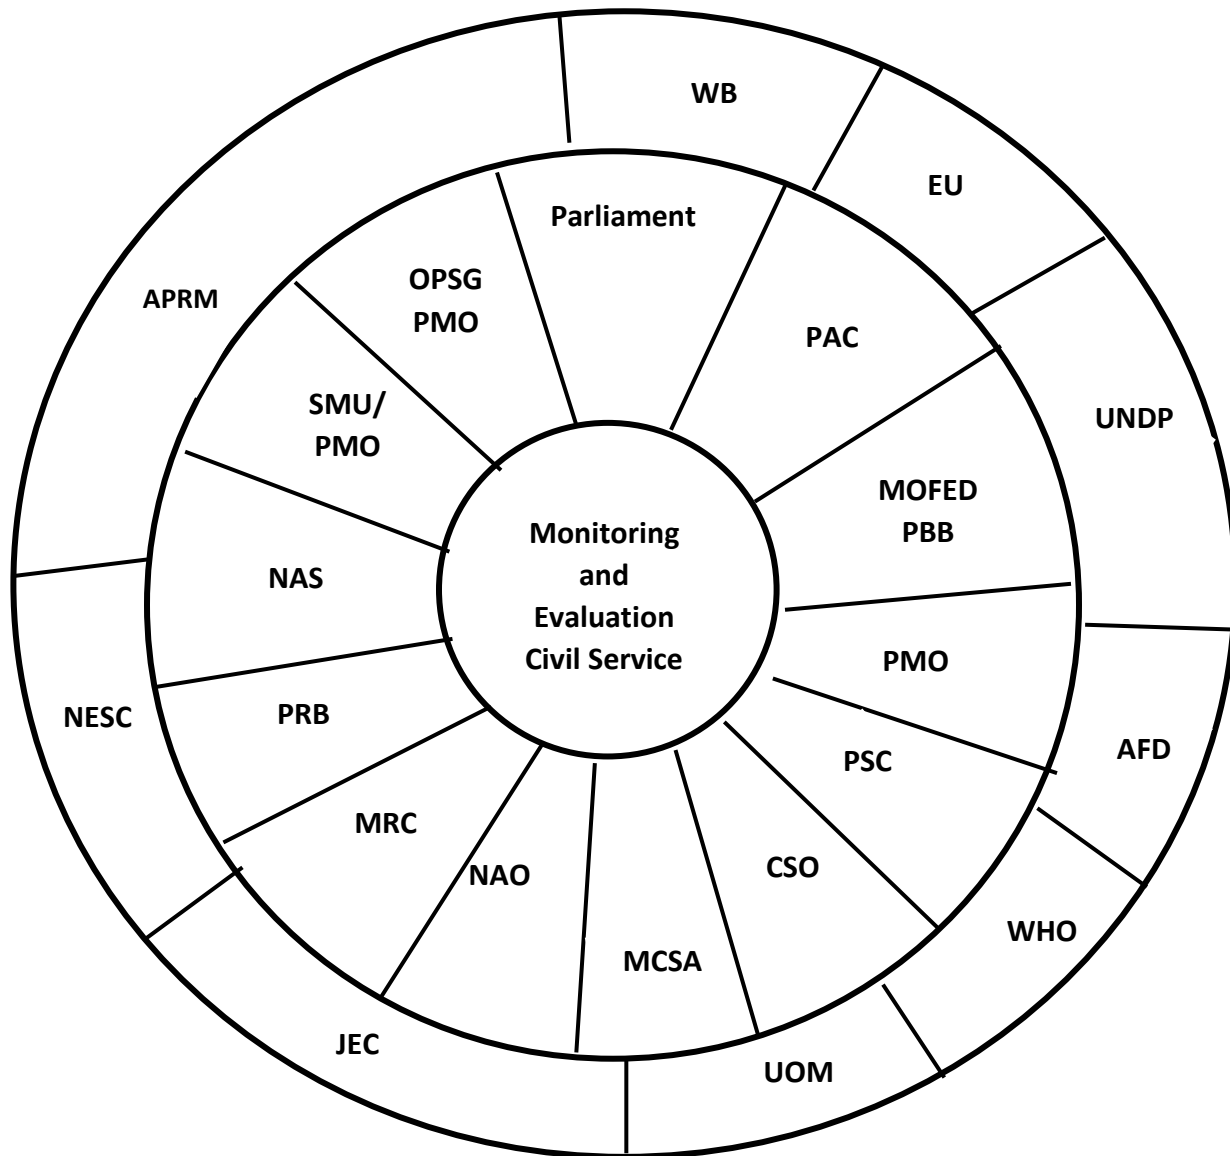 WB
EU
Parliament
OPSG
PMO
APRM
PAC
SMU/
PMO
UNDP
MOFED
PBB
Monitoring
and
Evaluation
Civil Service
NAS
PMO
PRB
NESC
PSC
AFD
MRC
CSO
NAO
WHO
MCSA
JEC
UOM